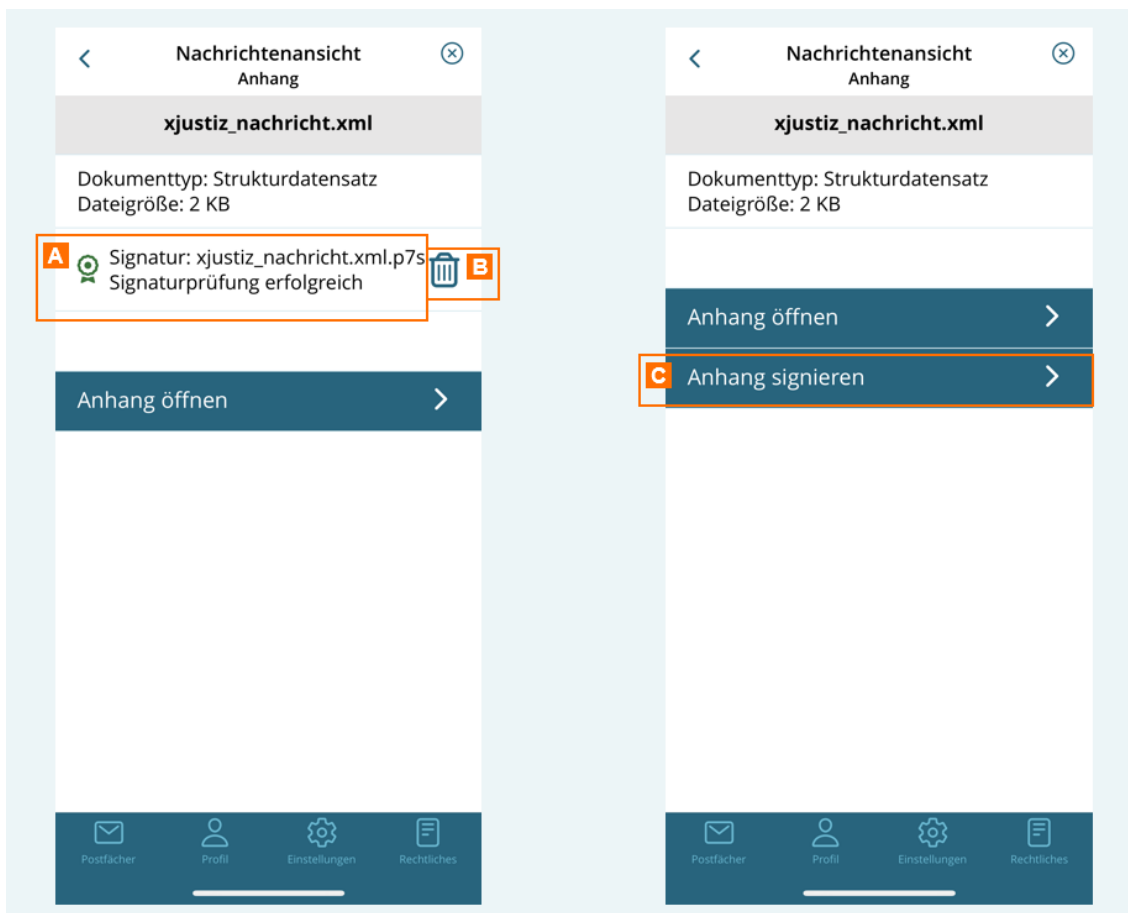 Nachrichtenansicht
Anhang
xjustiz_nachricht.xml
Dokumenttyp: Strukturdatensatz
Dateigröße: 2 KB
A
Signatur: xjustiz_nachricht.xml.p7s
Signaturprüfung erfolgreich
B
Anhang öffnen
Postfächer
Profil
Einstellungen
Rechtliches
Nachrichtenansicht
Anhang
xjustiz_nachricht.xml
Dokumenttyp: Strukturdatensatz
Dateigröße: 2 KB
Anhang öffnen
C
Anhang signieren
Postfächer
Profil
Einstellungen
Rechtliches